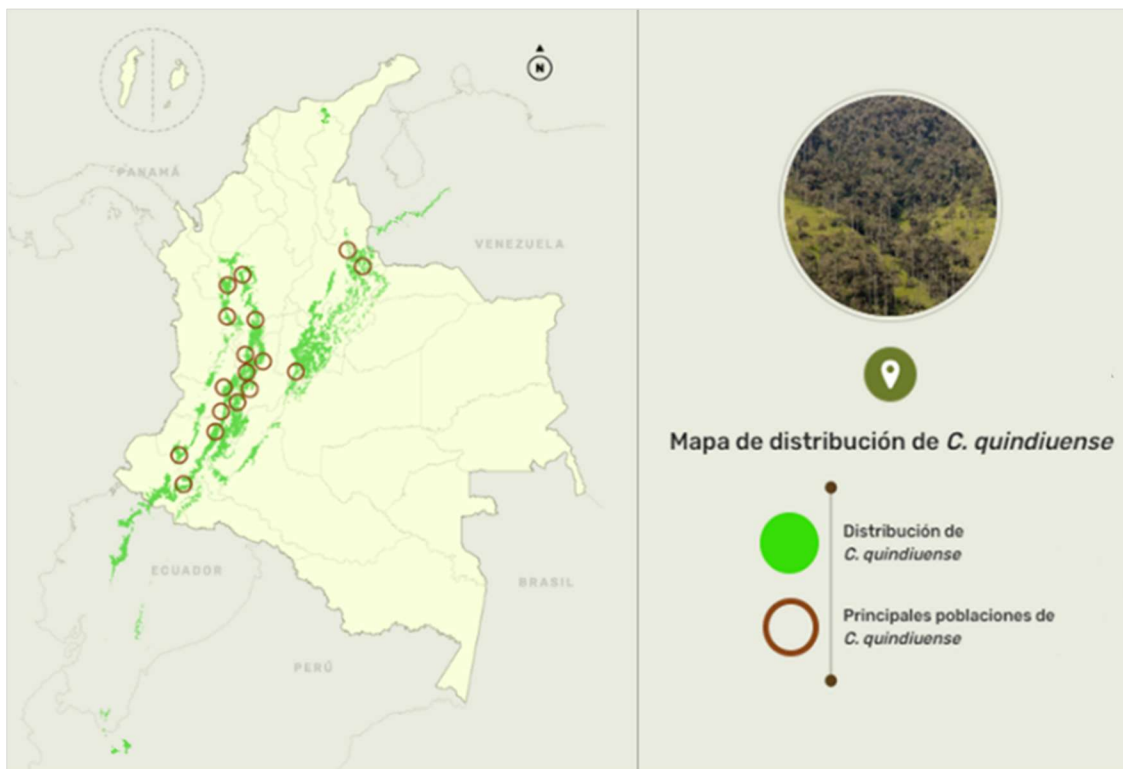 N
PANAMÁ
VENEZUELA
ECUADOR
BRASIL
PERÚ
Mapa de distribución de C. quindiuense
Distribución de
C. quindiuense
Principales poblaciones de
C. quindiuense